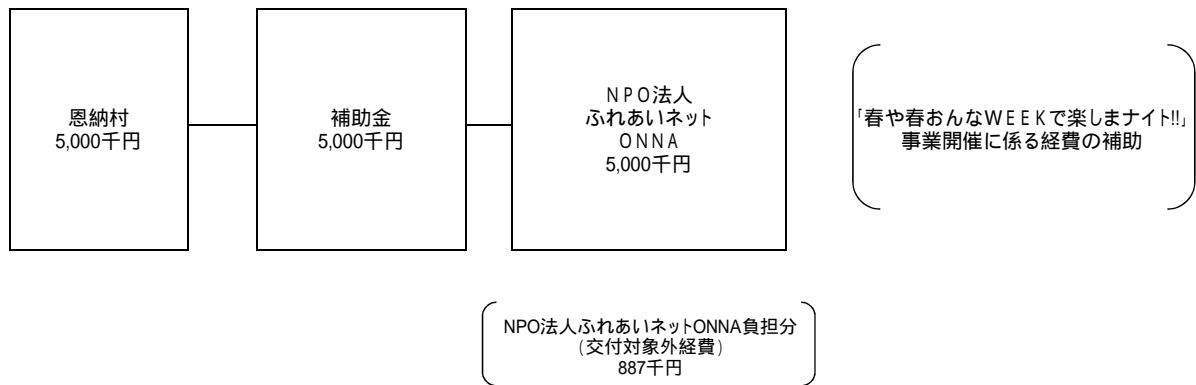 恩納村
5,000千円
補助金
5,000千円
NPO法人
ふれあいネット
ONNA
5,000千円
「春や春おんなWEEKで楽しまナイト!!」
事業開催に係る経費の補助
NPO法人ふれあいネットONNA負担分
(交付対象外経費)
887千円